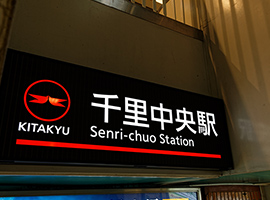 千里中央駅
Senri-chuo Station
KITAKYU